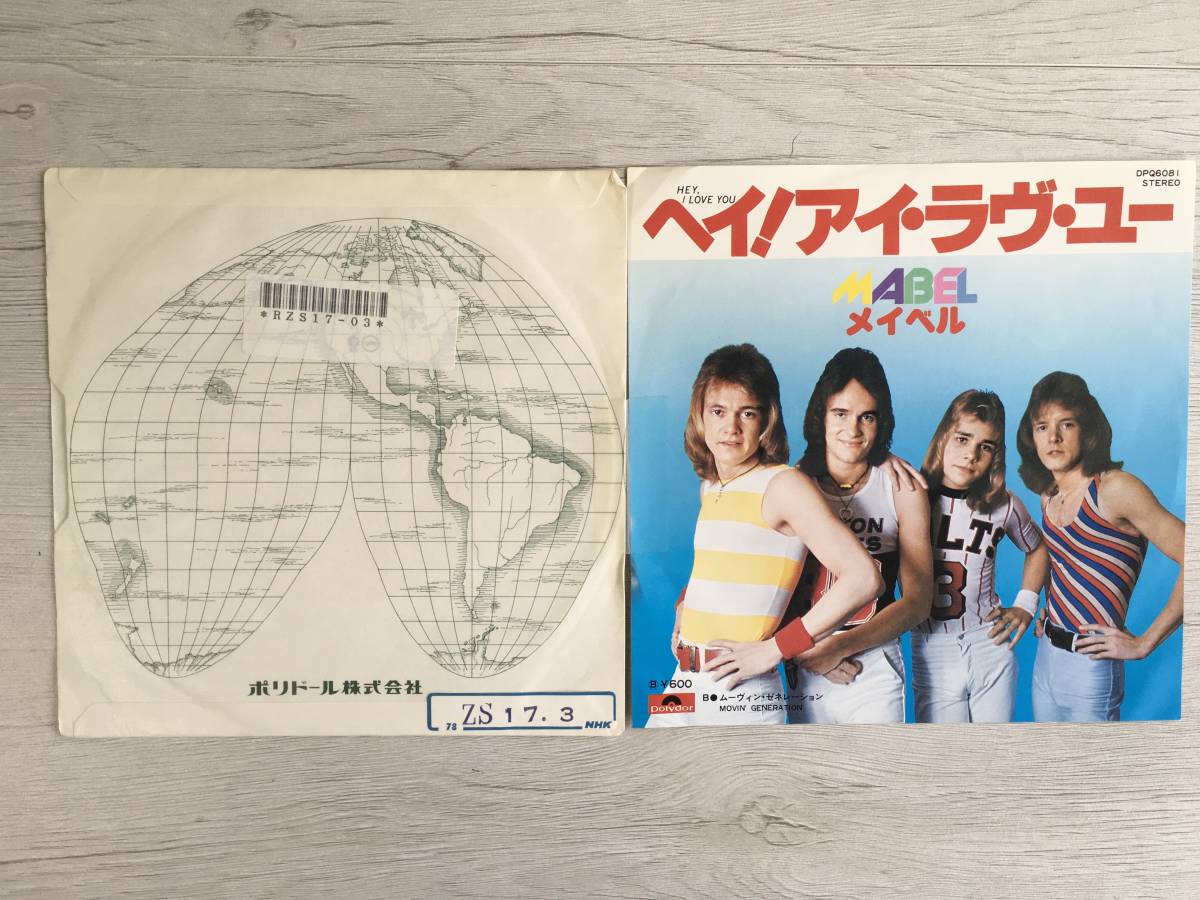 *RZS17-03*
ポリドール株式会社
78 ZS 17.3 NHK
DPQ6081
STEREO
HEY,
I LOVE YOU
ヘイ!アイ・ラヴ・ユー
MABEL
メイベル
LTS
3
B ¥600
Polydor
B● ムーヴィン・ゼネレーション
MOVIN' GENERATION